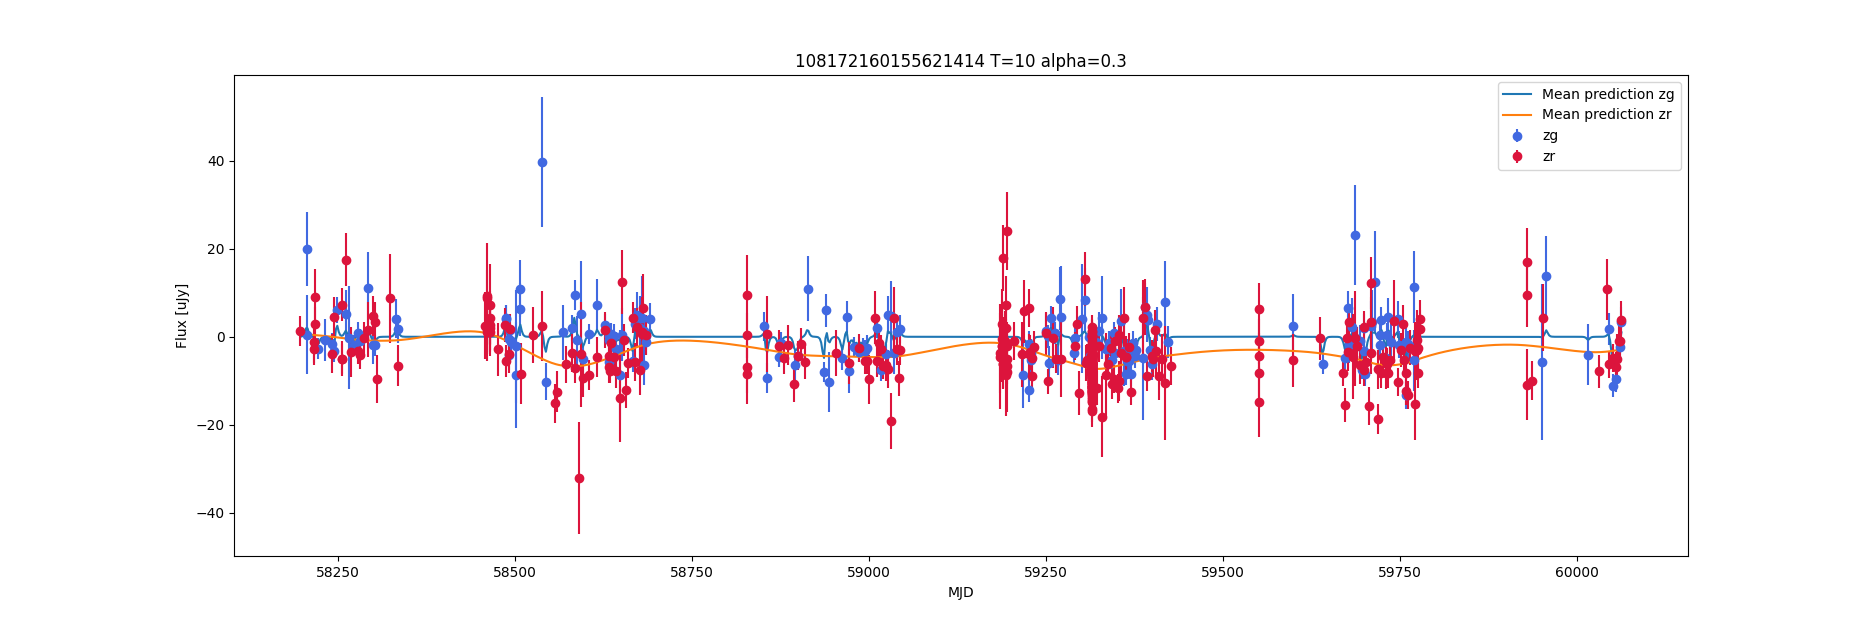 108172160155621414 T=10 alpha=0.3
Mean prediction zg
Mean prediction zr
zg
zr
Flux [uJy]
40
20
0
−20
−40
58250 58500 58750 59000 59250 59500 59750 60000
MJD